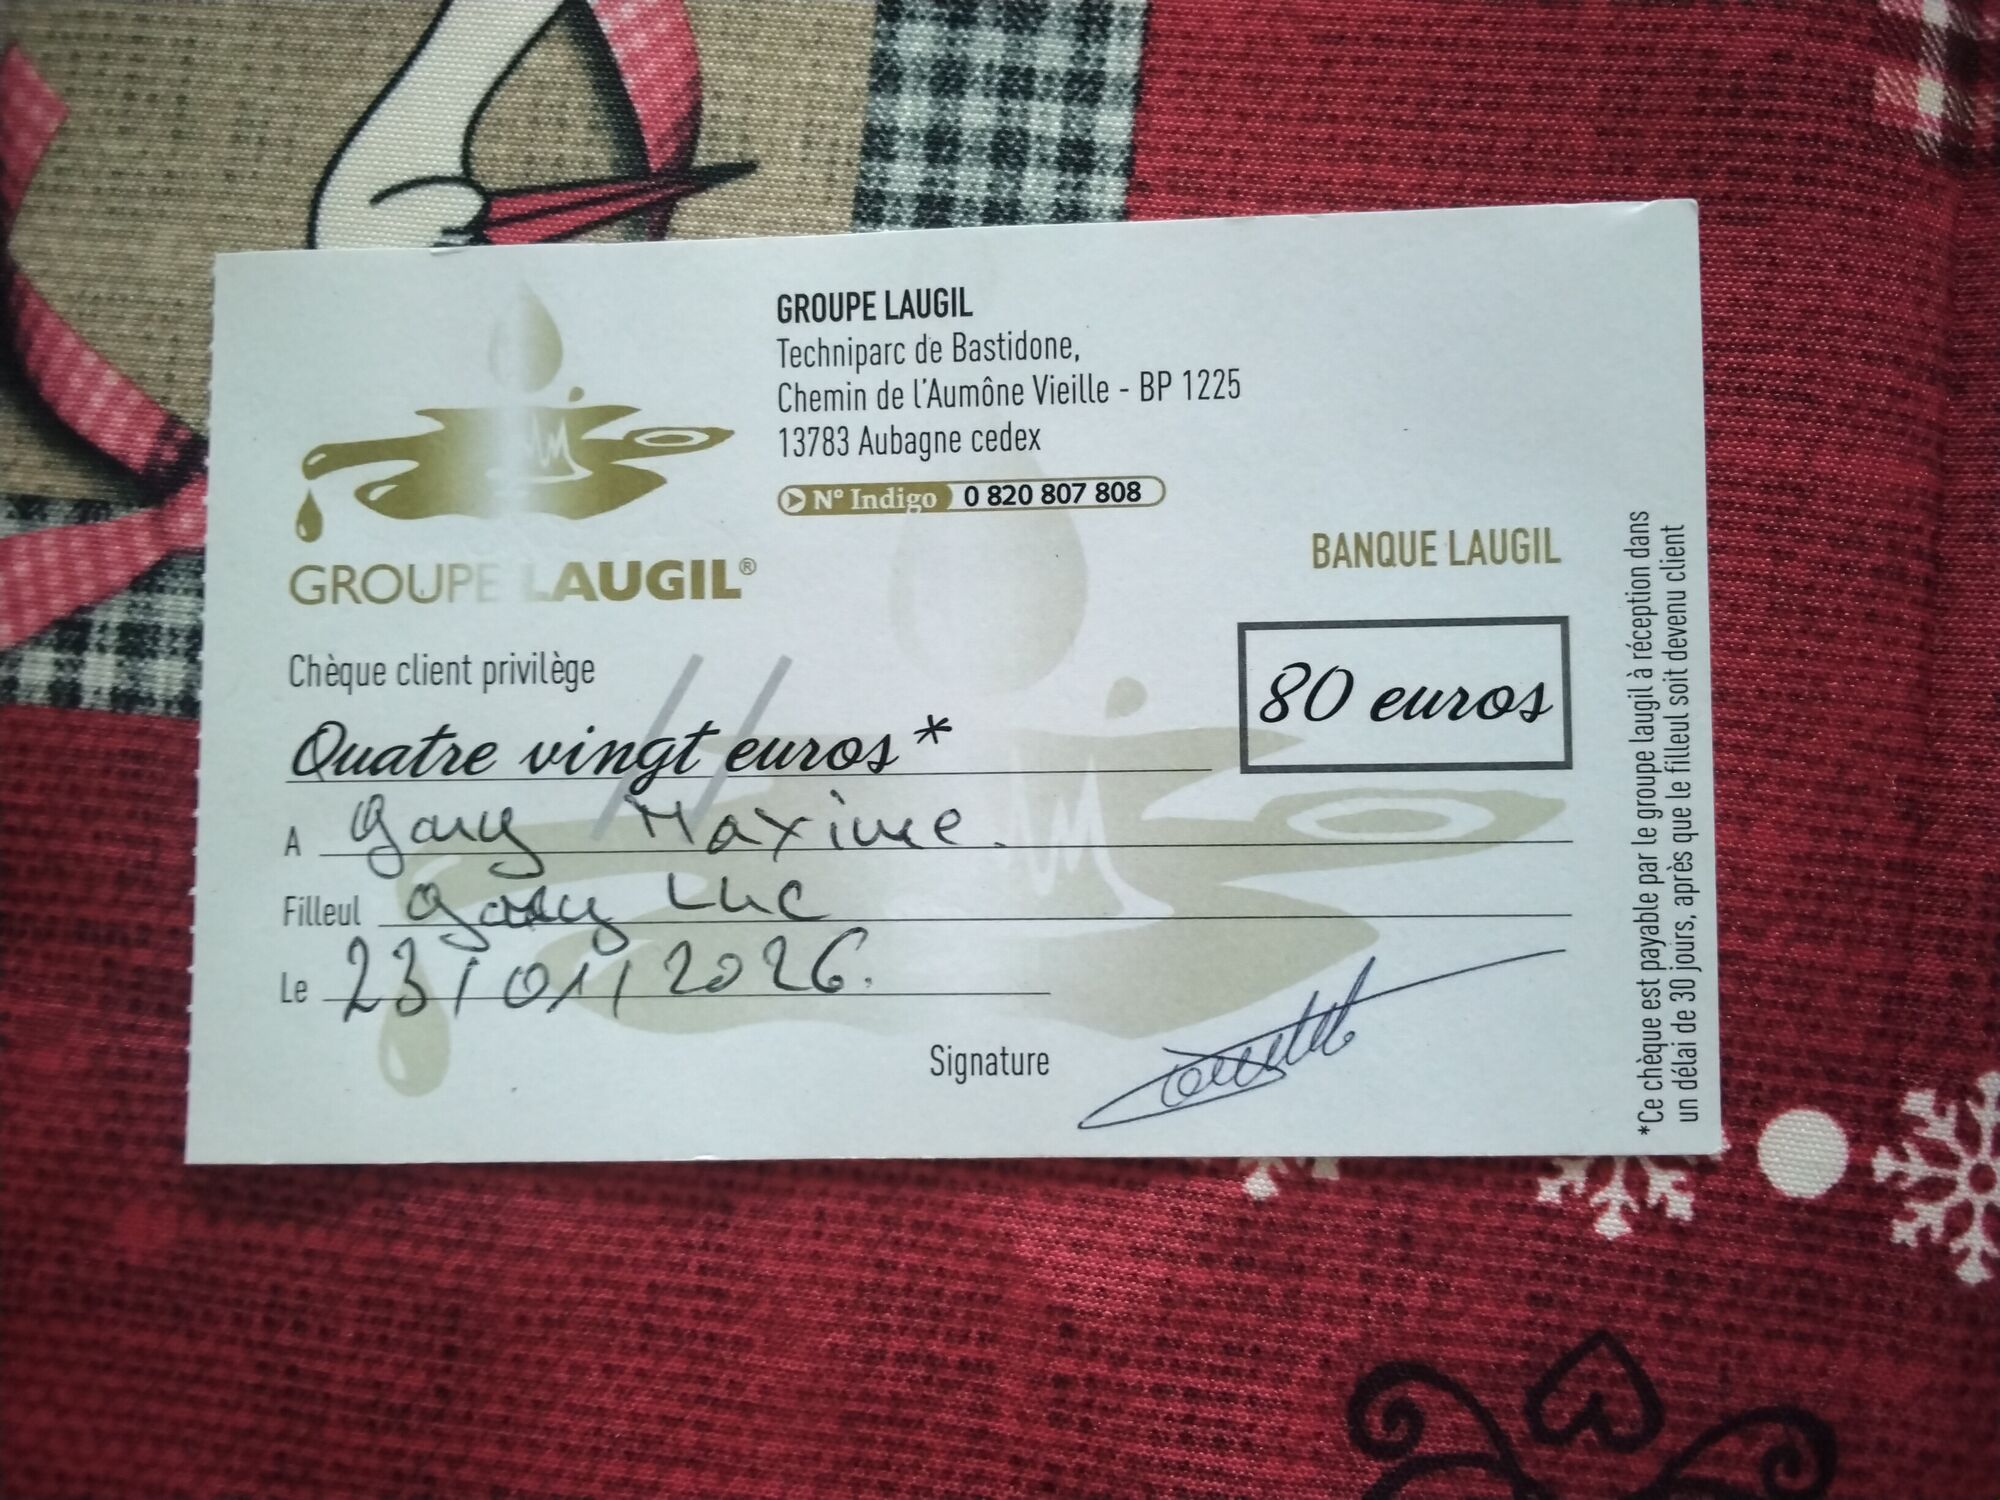 GROUPE LAUGIL
Techniparc de Bastidone,
Chemin de l'Aumône Vieille - BP 1225
13783 Aubagne cedex
N° Indigo 0 820 807 808
GROUPE LAUGIL®
BANQUE LAUGIL
Chèque client privilège
80 euros
Quatre vingt euros*
A Gary Maxime.
Filleul Gary Luc
Le 23/01/2026.
Signature
*Ce chèque est payable par le groupe laugil à réception dans
un délai de 30 jours, après que le filleul soit devenu client